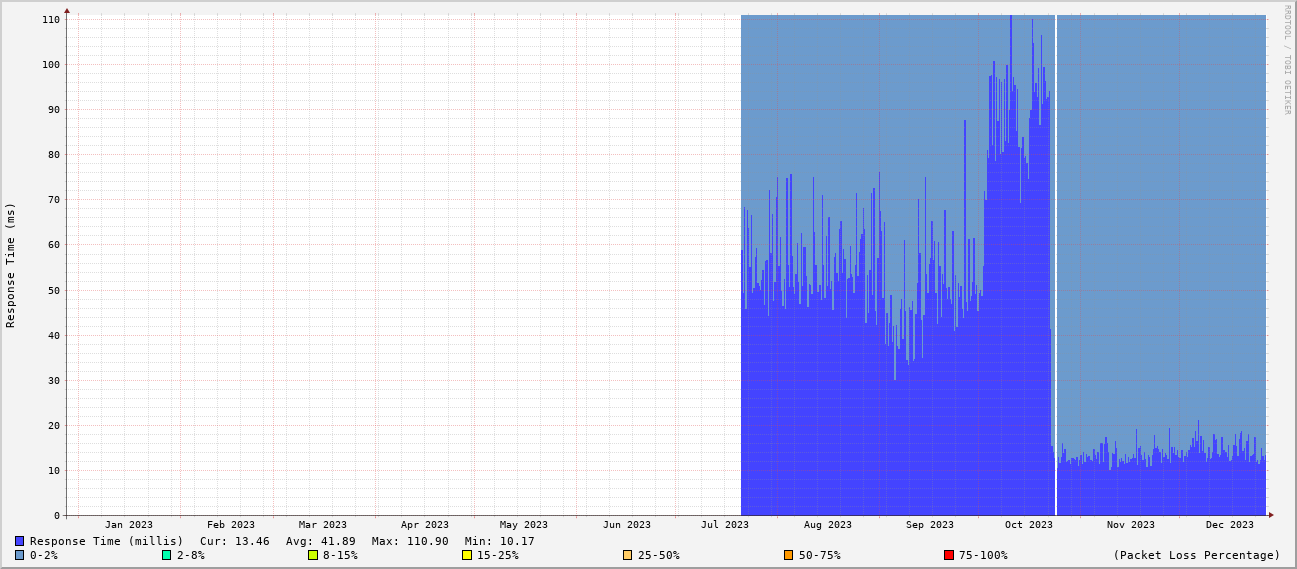 RRDTOOL / TOBI OETIKER
Response Time (ms)
110
100
90
80
70
60
50
40
30
20
10
0
Jan 2023 Feb 2023 Mar 2023 Apr 2023 May 2023 Jun 2023 Jul 2023 Aug 2023 Sep 2023 Oct 2023 Nov 2023 Dec 2023
Response Time (millis) Cur: 13.46 Avg: 41.89 Max: 110.90 Min: 10.17
0-2% 2-8% 8-15% 15-25% 25-50% 50-75% 75-100% (Packet Loss Percentage)